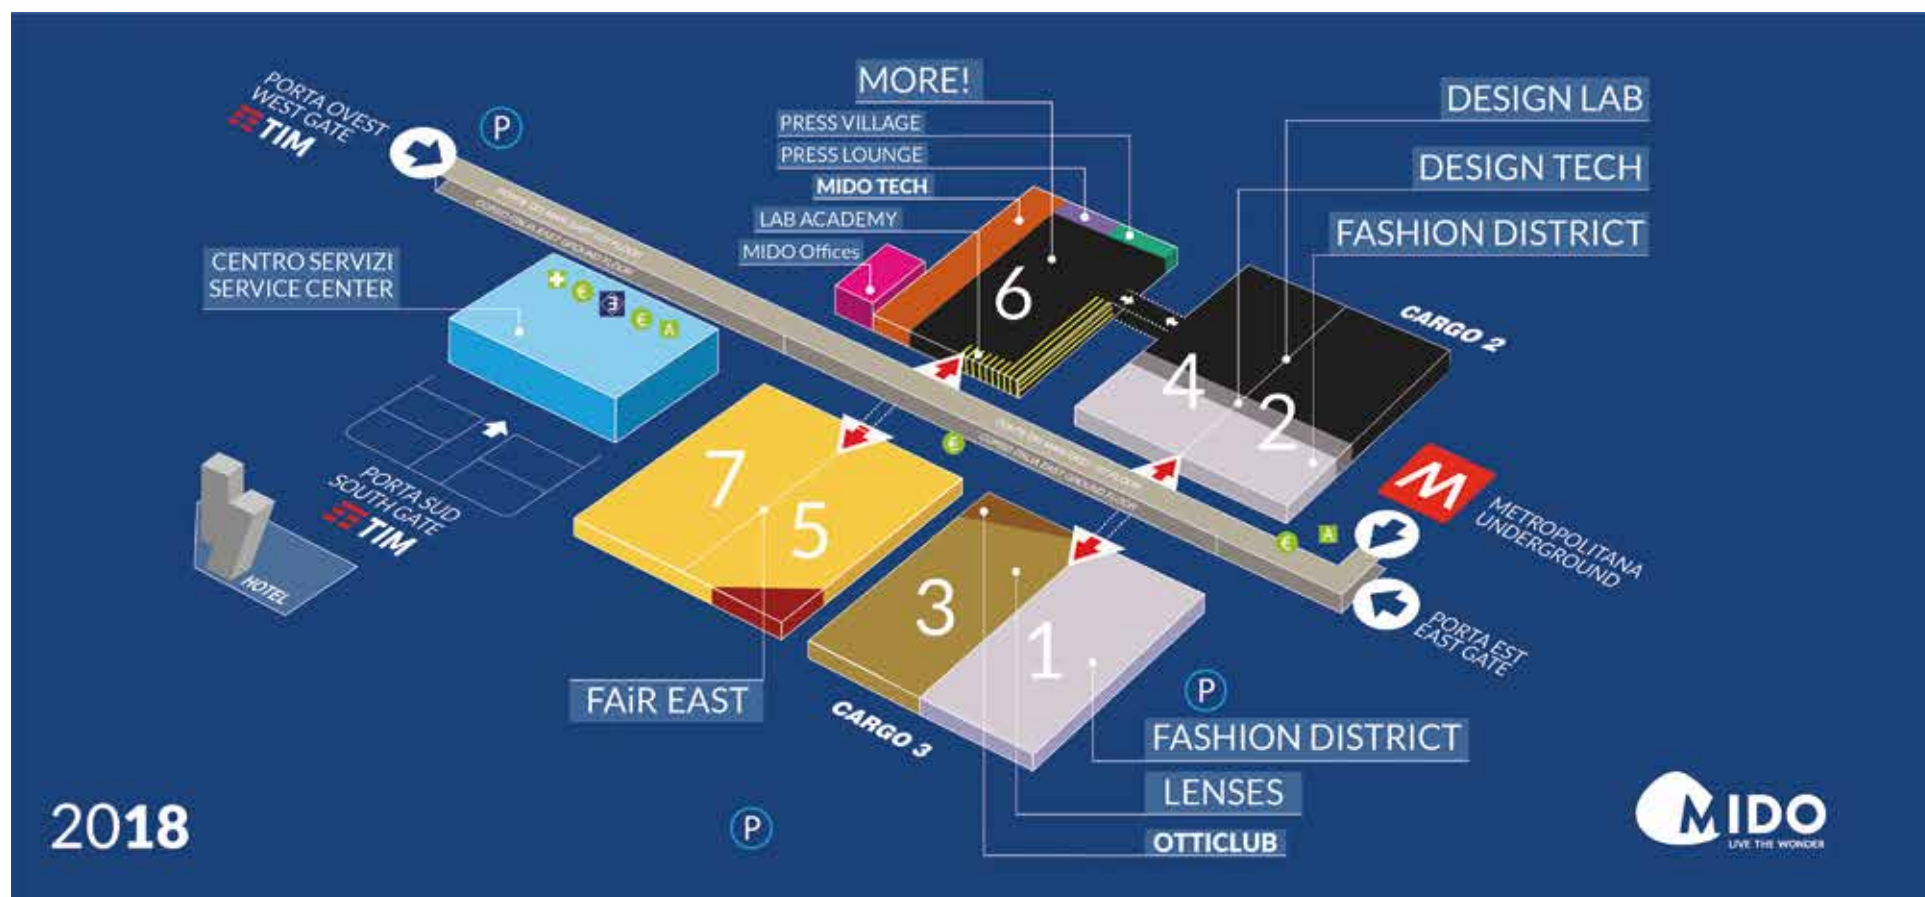 PORTA OVEST
WEST GATE
TIM
P
CENTRO SERVIZI
SERVICE CENTER
MORE!
PRESS VILLAGE
PRESS LOUNGE
MIDO TECH
LAB ACADEMY
MIDO Offices
DESIGN LAB
DESIGN TECH
FASHION DISTRICT
CARGO 2
6
4
2
€
€
A
PORTA SUD
SOUTH GATE
TIM
HOTEL
7
5
€
3
1
€
A
M
METROPOLITANA
UNDERGROUND
PORTA EST
EAST GATE
FAiR EAST
CARGO 3
P
FASHION DISTRICT
LENSES
OTTICLUB
P
2018
MIDO
LIVE THE WONDER